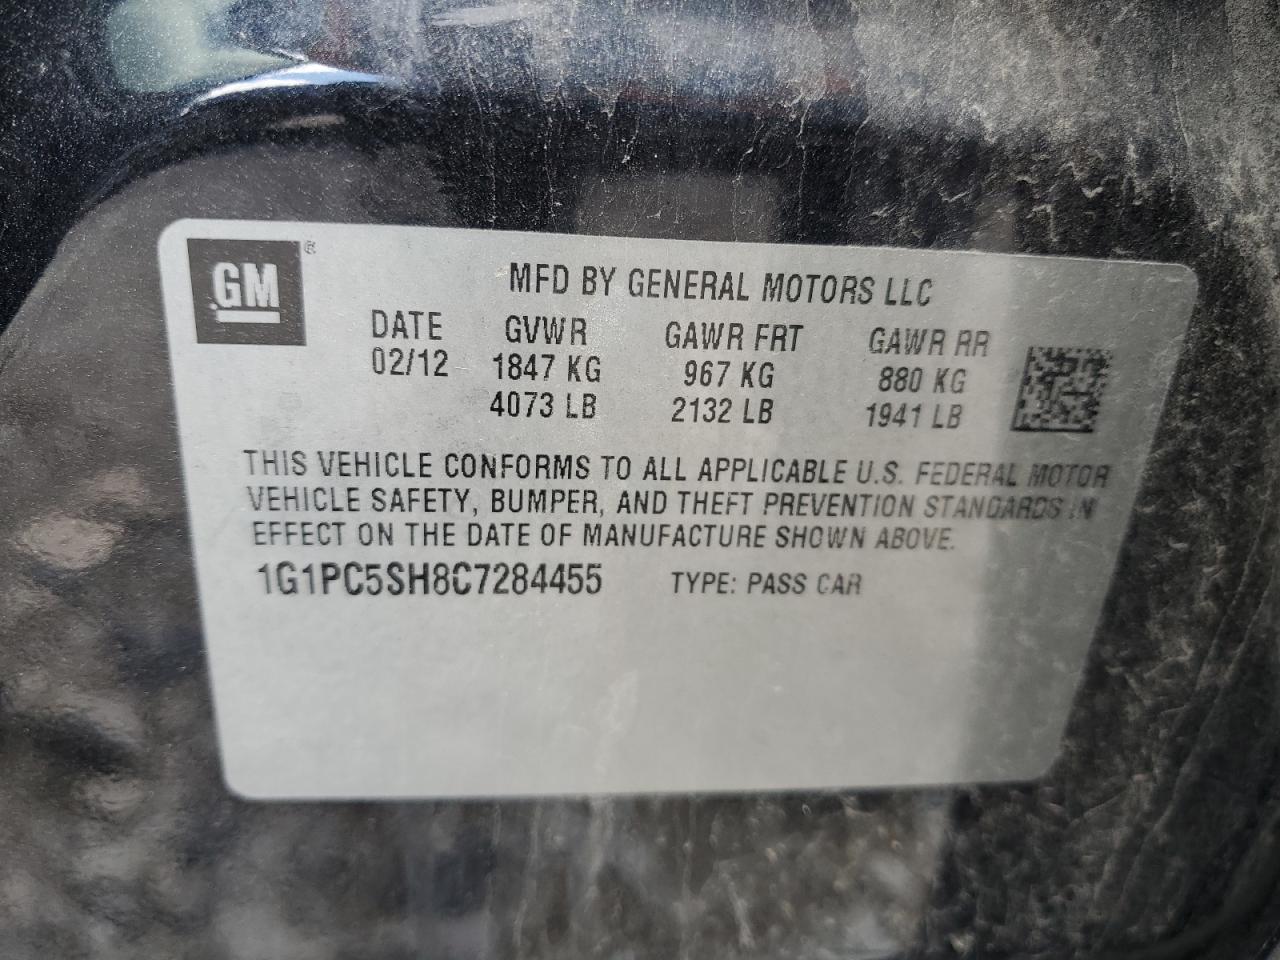 GM ®
MFD BY GENERAL MOTORS LLC
DATE GVWR GAWR FRT GAWR RR
02/12 1847 KG 967 KG 880 KG
4073 LB 2132 LB 1941 LB
THIS VEHICLE CONFORMS TO ALL APPLICABLE U.S. FEDERAL MOTOR
VEHICLE SAFETY, BUMPER, AND THEFT PREVENTION STANDARDS IN
EFFECT ON THE DATE OF MANUFACTURE SHOWN ABOVE.
1G1PC5SH8C7284455 TYPE: PASS CAR